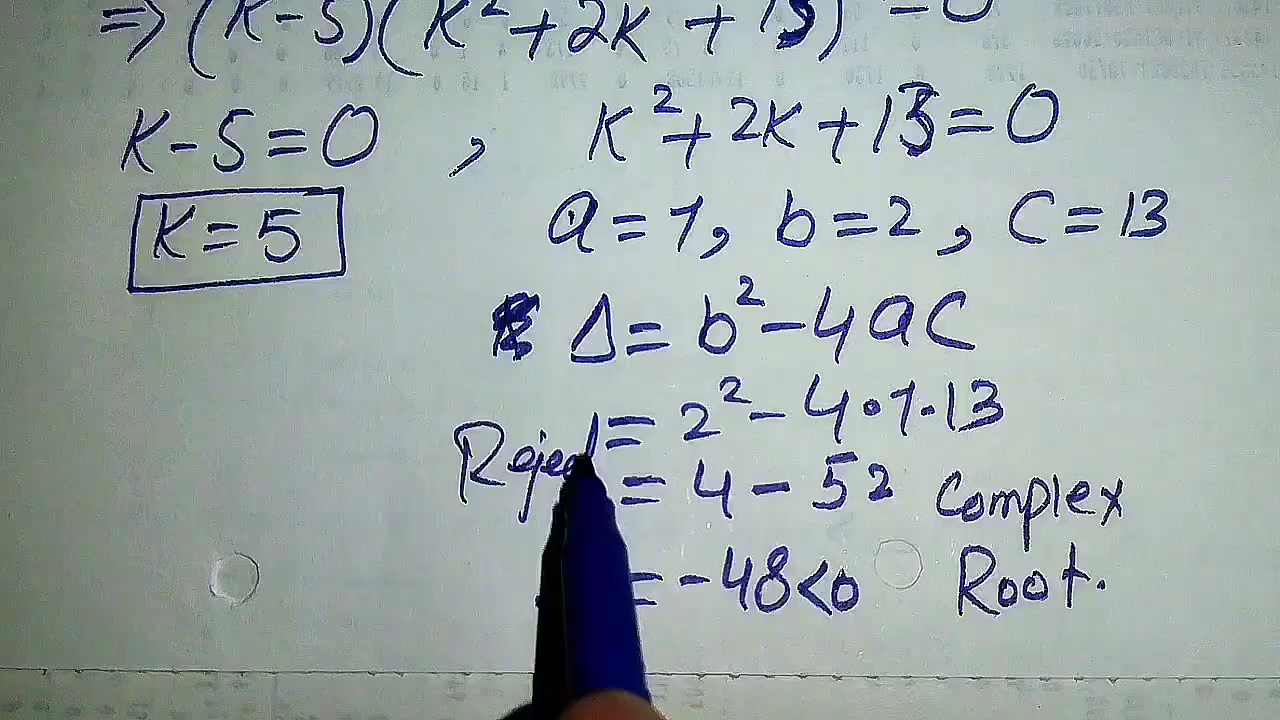 => (K-5)(K²+2K+13) = 0
K-5=0 , K²+2K+13=0
K=5 a=1, b=2, C=13
Δ= b²-4aC
= 2²-4·1·13
Reject = 4-52 Complex
= -48<0 Root.